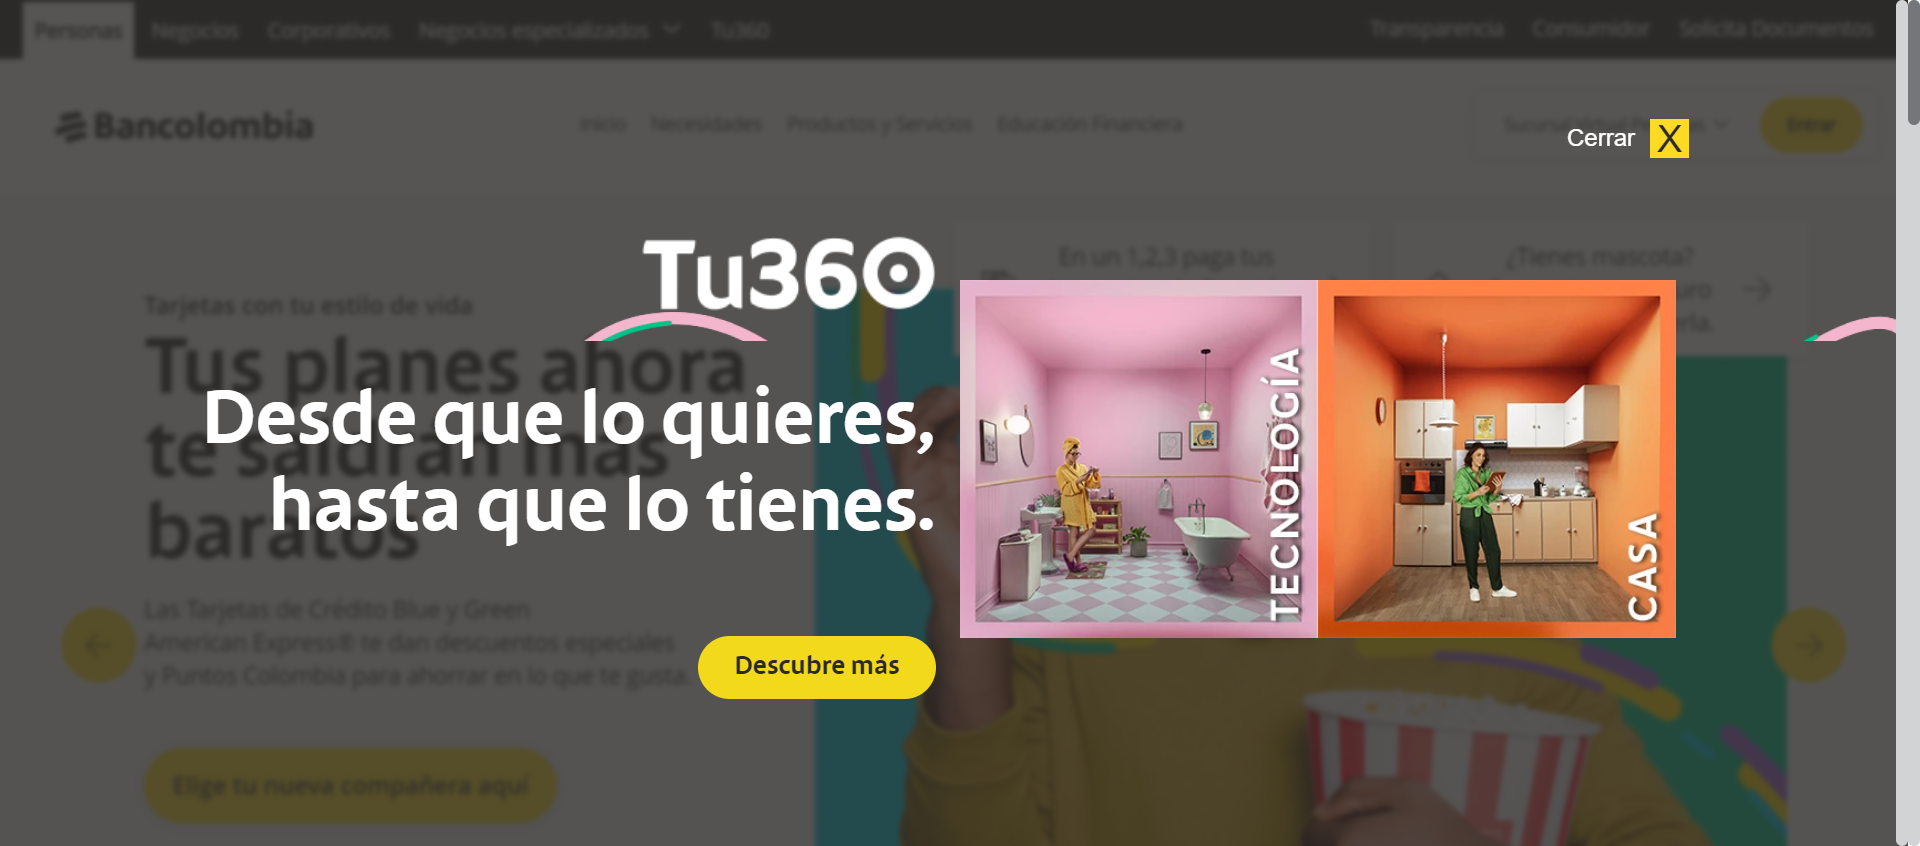 Personas Negocios Corporativos Negocios especializados Tu360 Transparencia Consumidor Solicita Documentos
Bancolombia Inicio Necesidades Productos y Servicios Educación Financiera Sucursal Virtual Entrar
Cerrar X
Tu360
En un 1,2,3 paga tus
¿Tienes mascota?
Tarjetas con tu estilo de vida
Tus planes ahora
te saldrán más
baratos
Desde que lo quieres,
hasta que lo tienes.
TECNOLOGÍA
CASA
Las Tarjetas de Crédito Blue y Green
American Express® te dan descuentos especiales
y Puntos Colombia para ahorrar en lo que te gusta.
Descubre más
Elige tu nueva compañera aquí